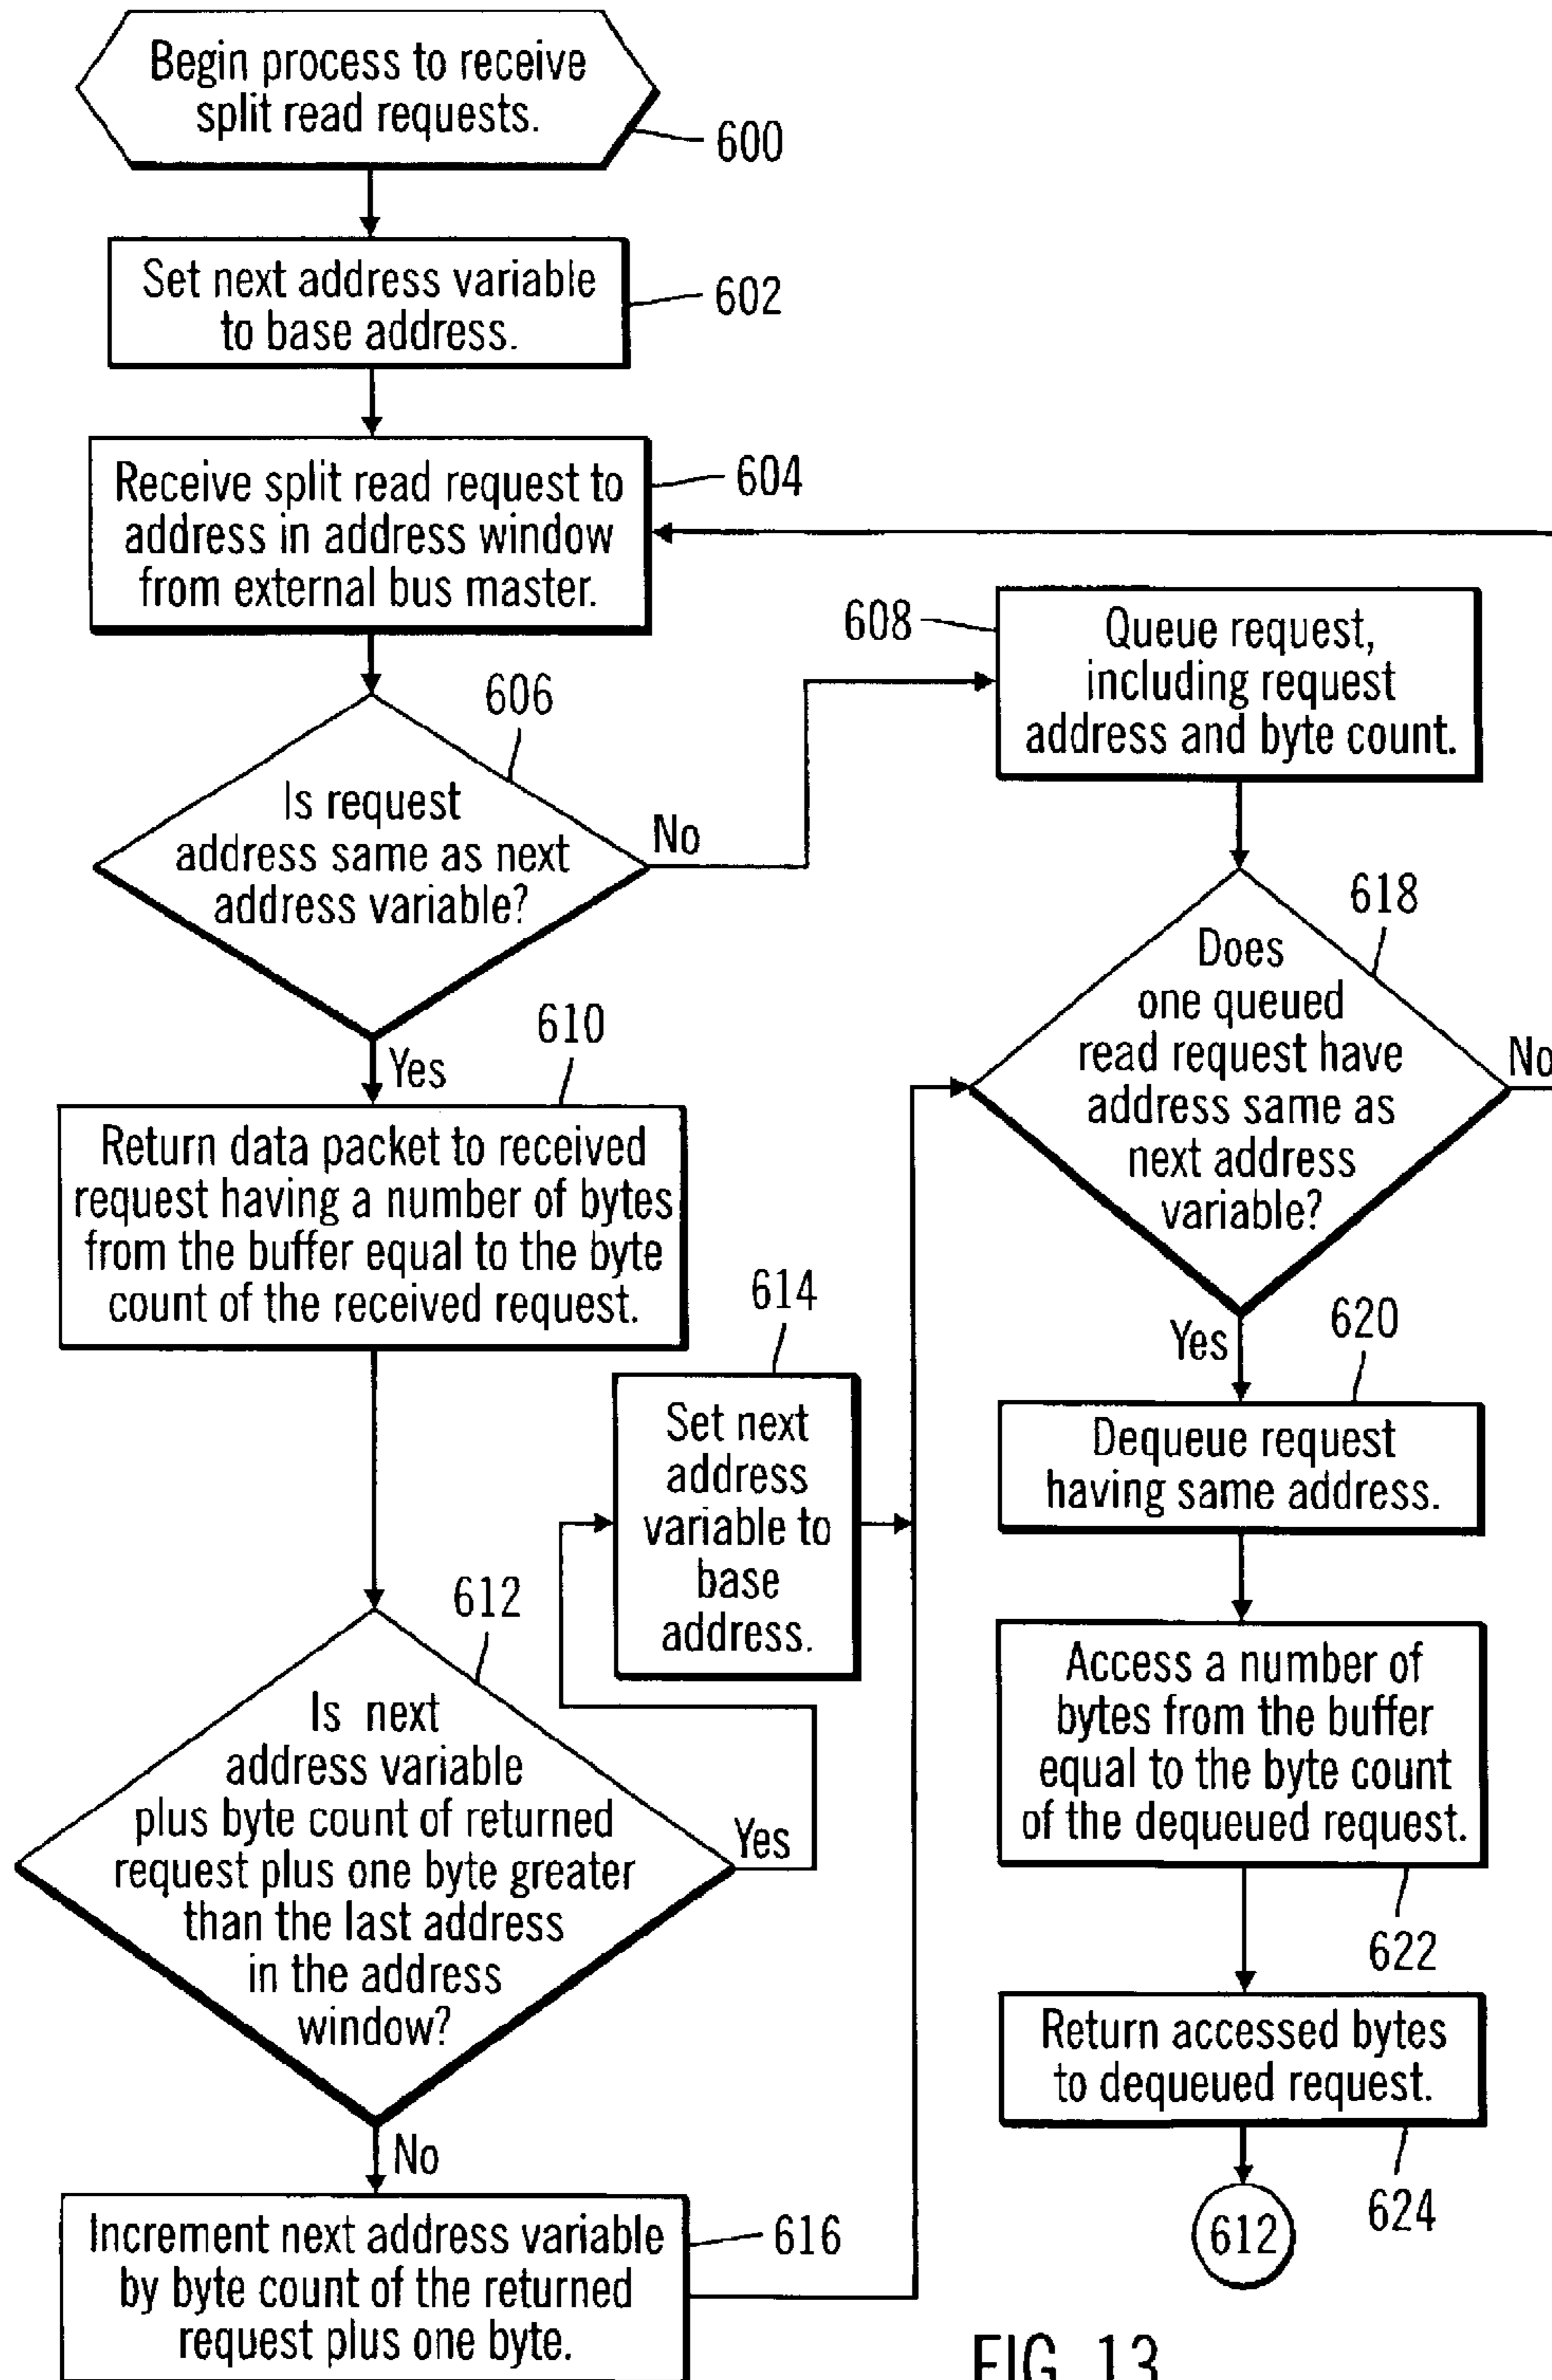 Begin process to receive
split read requests.
600
Set next address variable
to base address.
602
Receive split read request to
address in address window
from external bus master.
604
606
Is request
address same as next
address variable?
No
Yes
608
Queue request,
including request
address and byte count.
610
Return data packet to received
request having a number of bytes
from the buffer equal to the byte
count of the received request.
612
Is next
address variable
plus byte count of returned
request plus one byte greater
than the last address
in the address
window?
Yes
No
614
Set next
address
variable to
base
address.
Increment next address variable
by byte count of the returned
request plus one byte.
616
618
Does
one queued
read request have
address same as
next address
variable?
No
Yes
620
Dequeue request
having same address.
Access a number of
bytes from the buffer
equal to the byte count
of the dequeued request.
622
Return accessed bytes
to dequeued request.
624
612
FIG. 13